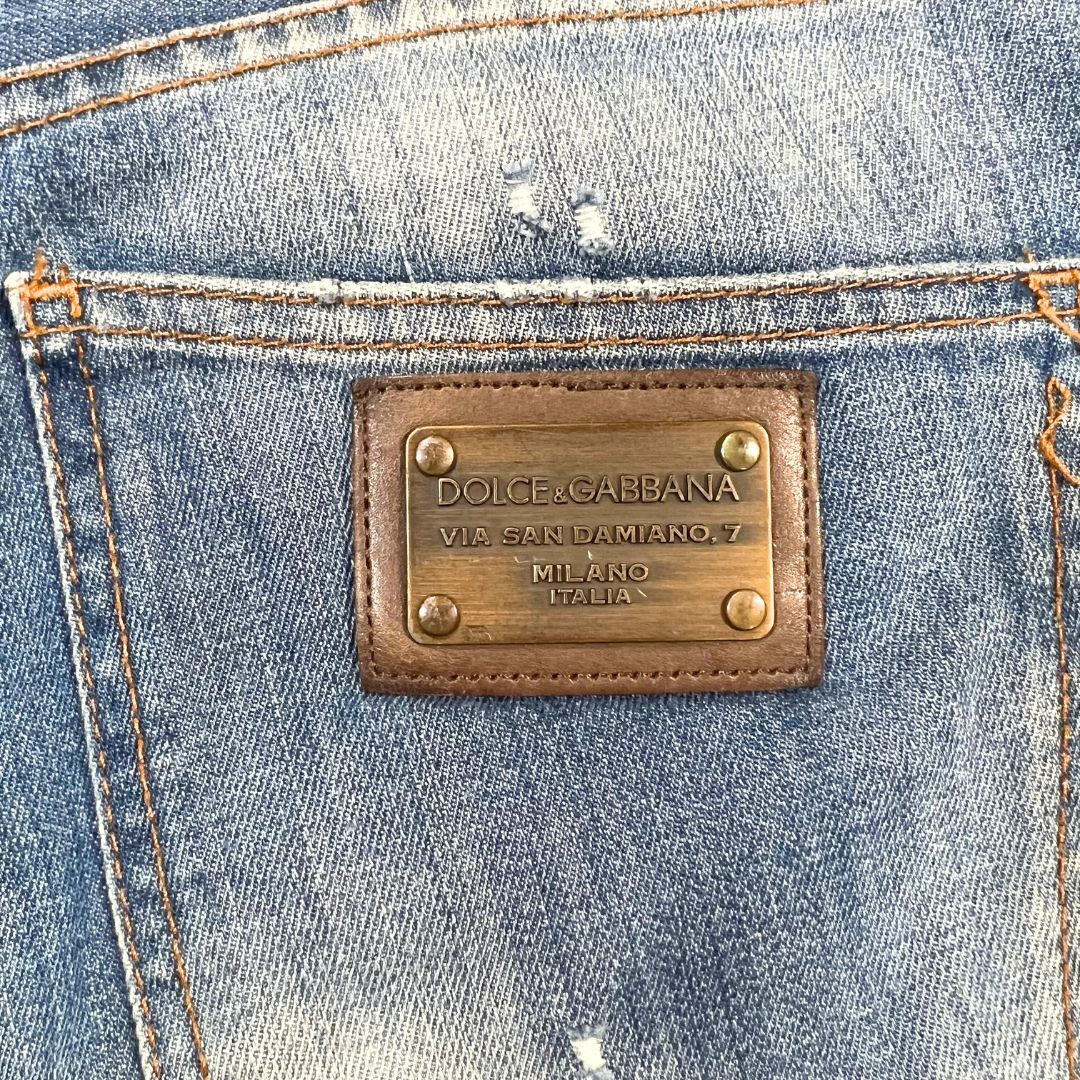 DOLCE&GABBANA
VIA SAN DAMIANO, 7
MILANO
ITALIA